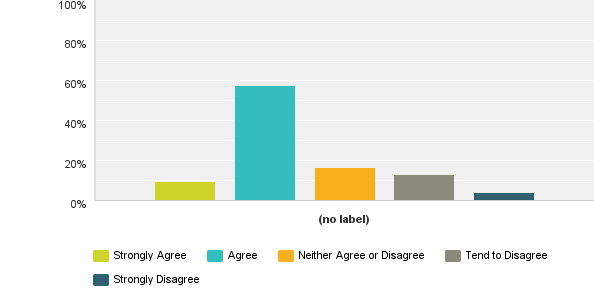 100%
80%
60%
40%
20%
0%
(no label)
Strongly Agree
Agree
Neither Agree or Disagree
Tend to Disagree
Strongly Disagree